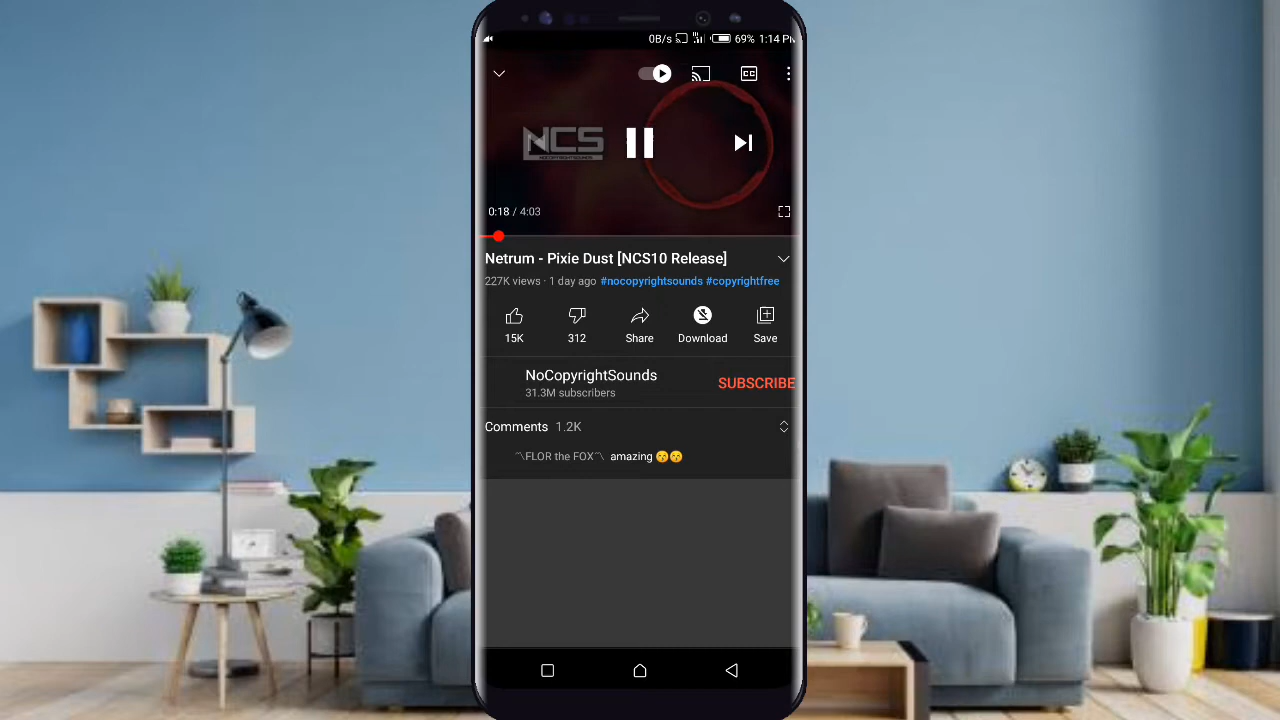 0B/s 69% 1:14 PM
CC
NCS
NOCOPYRIGHTSOUNDS
0:18 / 4:03
Netrum - Pixie Dust [NCS10 Release]
227K views · 1 day ago #nocopyrightsounds #copyrightfree
15K 312 Share Download Save
NoCopyrightSounds SUBSCRIBE
31.3M subscribers
Comments 1.2K
〽FLOR the FOX〽 amazing 😚😚